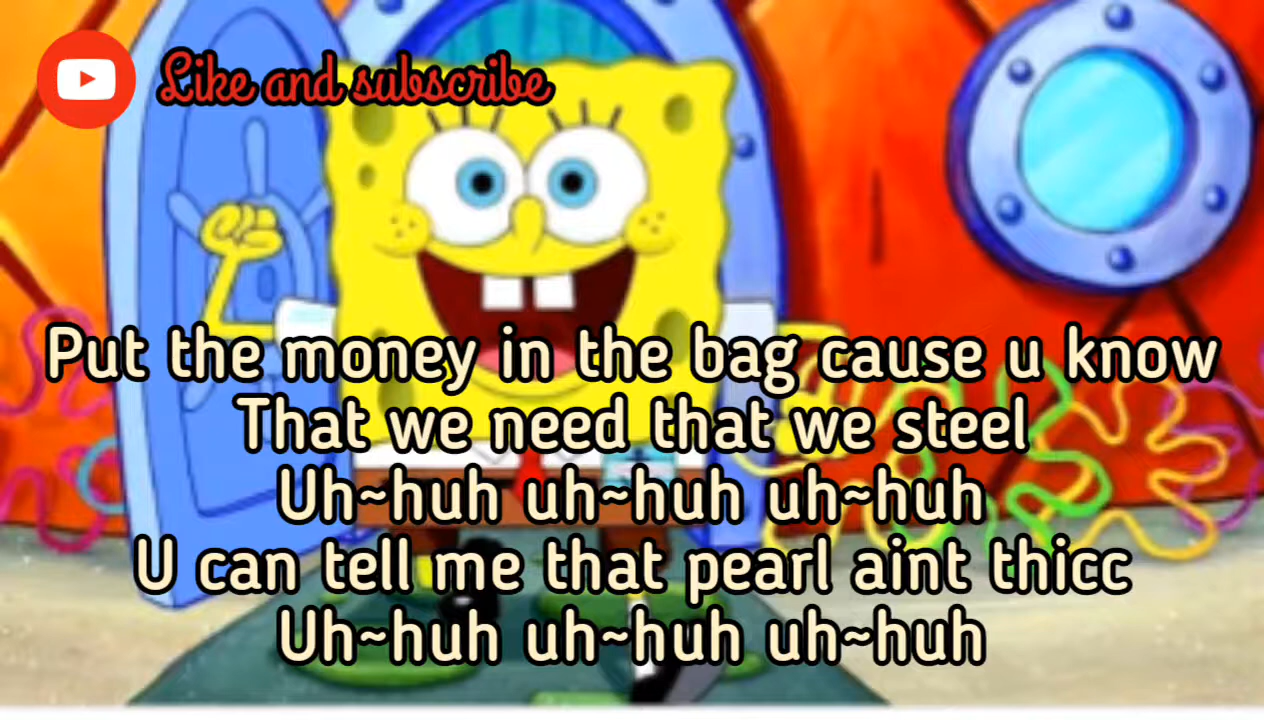 Like and subscribe
Put the money in the bag cause u know
That we need that we steel
Uh~huh uh~huh uh~huh
U can tell me that pearl aint thicc
Uh~huh uh~huh uh~huh